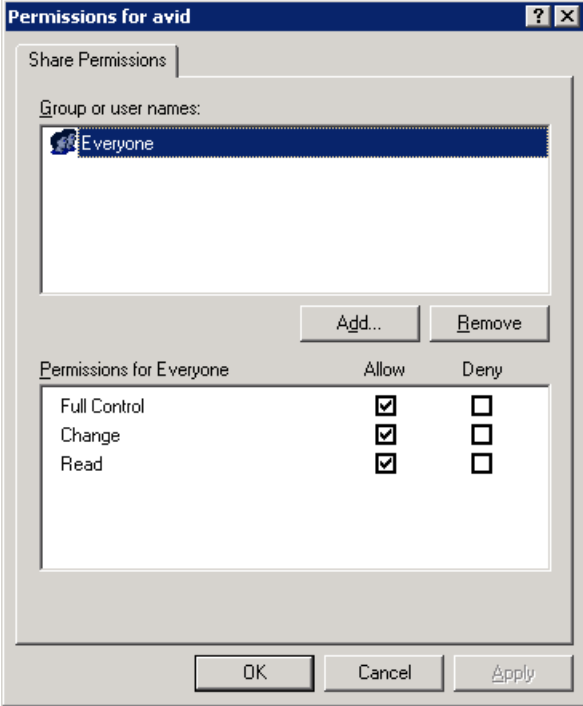 Permissions for avid
Share Permissions
Group or user names:
Everyone
Add... Remove
Permissions for Everyone Allow Deny
Full Control
Change
Read
OK Cancel Apply